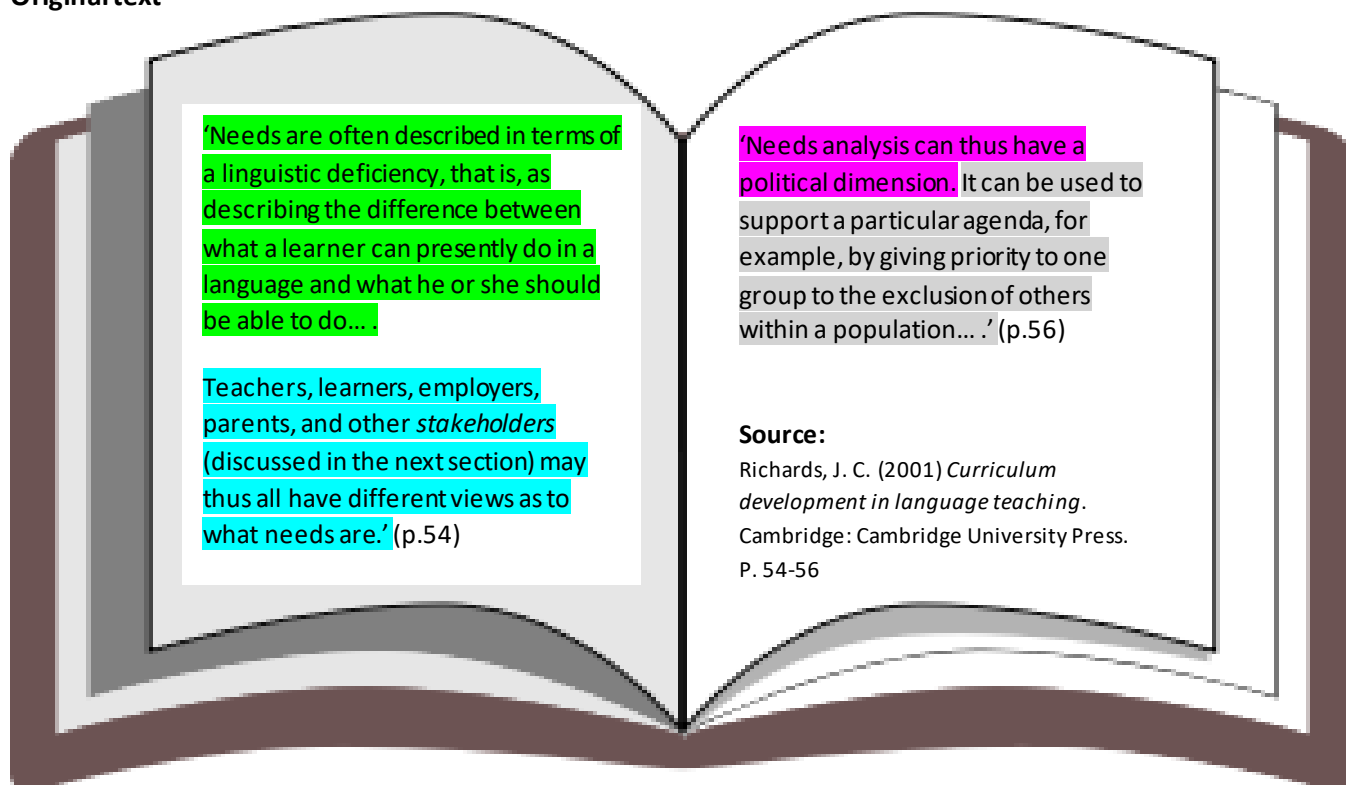 ‘Needs are often described in terms of
a linguistic deficiency, that is, as
describing the difference between
what a learner can presently do in a
language and what he or she should
be able to do… .
Teachers, learners, employers,
parents, and other stakeholders
(discussed in the next section) may
thus all have different views as to
what needs are.’ (p.54)
‘Needs analysis can thus have a
political dimension. It can be used to
support a particular agenda, for
example, by giving priority to one
group to the exclusion of others
within a population… .’ (p.56)
Source:
Richards, J. C. (2001) Curriculum
development in language teaching.
Cambridge: Cambridge University Press.
P. 54-56